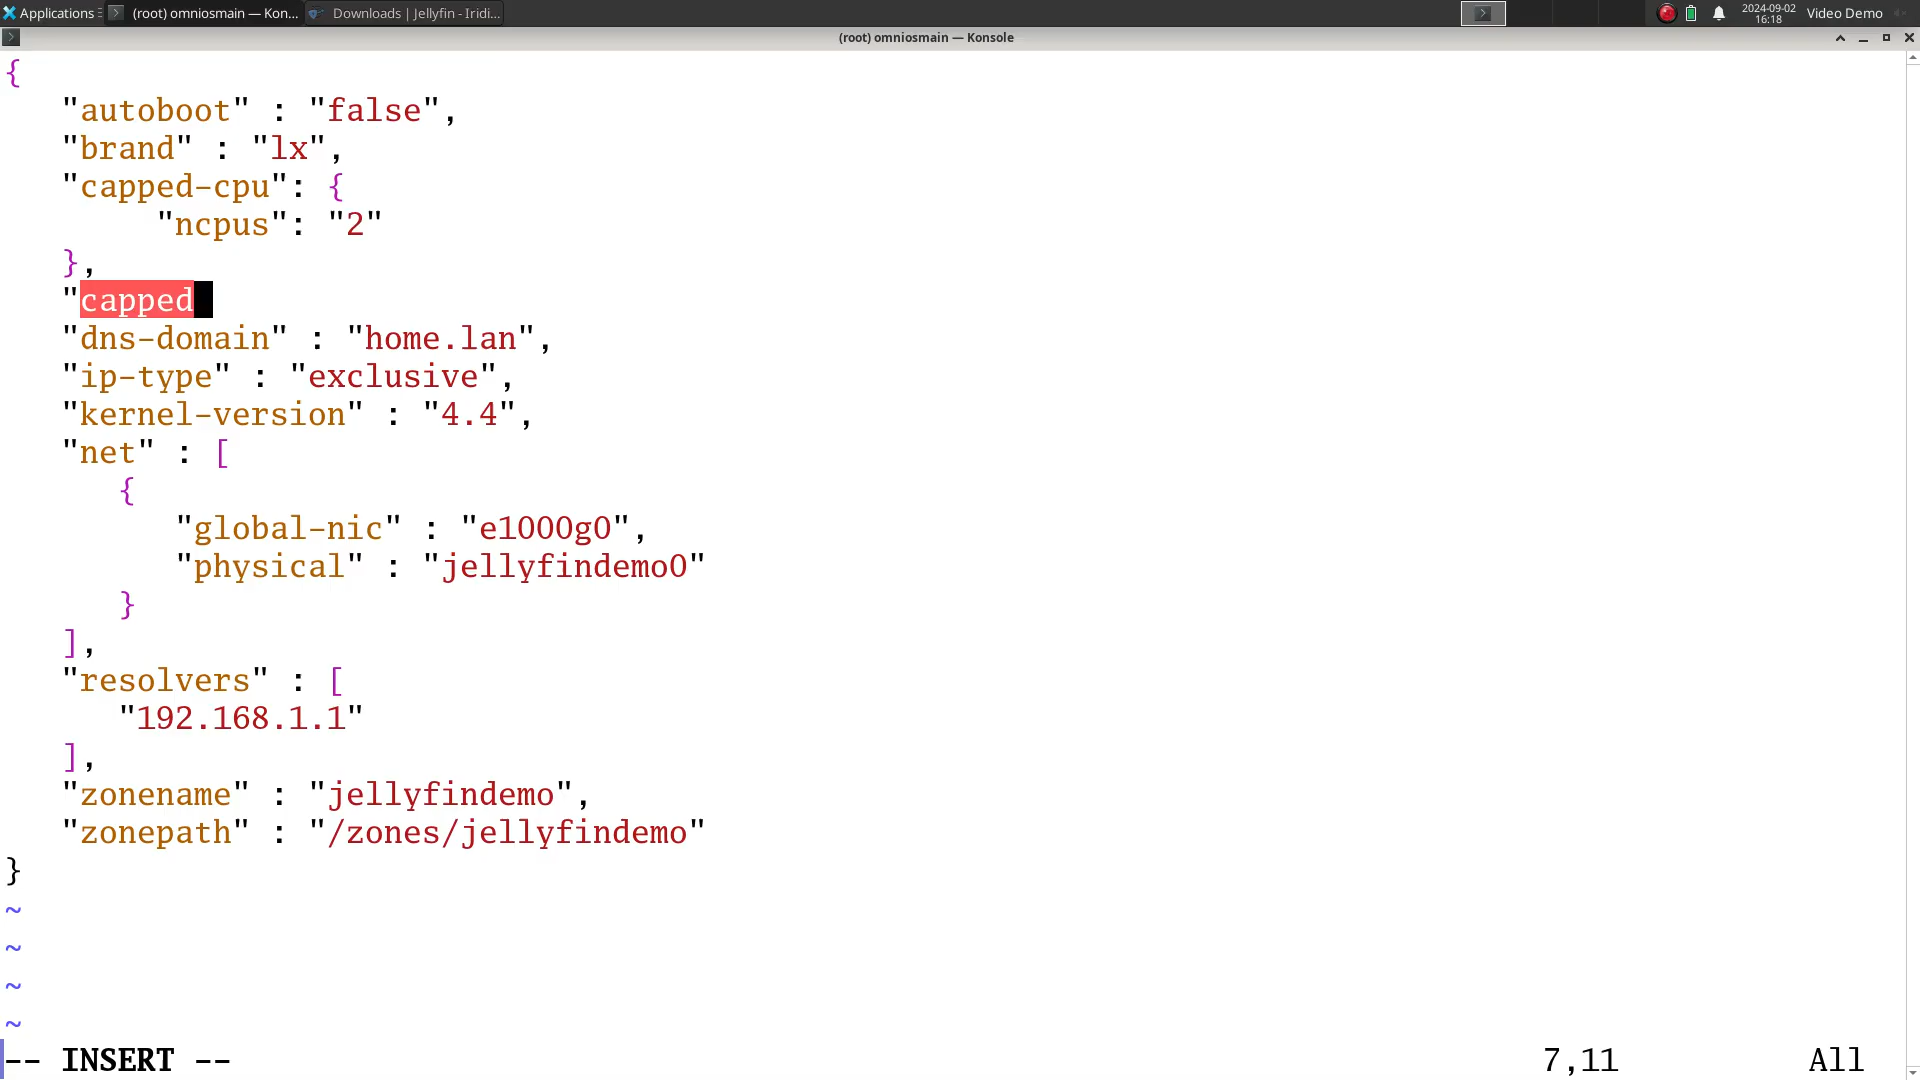 Applications (root) omniosmain — Kon... Downloads | Jellyfin - Iridi... 2024-09-02 16:18 Video Demo
(root) omniosmain — Konsole
{
    "autoboot" : "false",
    "brand" : "lx",
    "capped-cpu": {
         "ncpus": "2"
    },
    "capped
    "dns-domain" : "home.lan",
    "ip-type" : "exclusive",
    "kernel-version" : "4.4",
    "net" : [
       {
          "global-nic" : "e1000g0",
          "physical" : "jellyfindemo0"
       }
    ],
    "resolvers" : [
       "192.168.1.1"
    ],
    "zonename" : "jellyfindemo",
    "zonepath" : "/zones/jellyfindemo"
}
~
~
~
~
-- INSERT -- 7,11 All